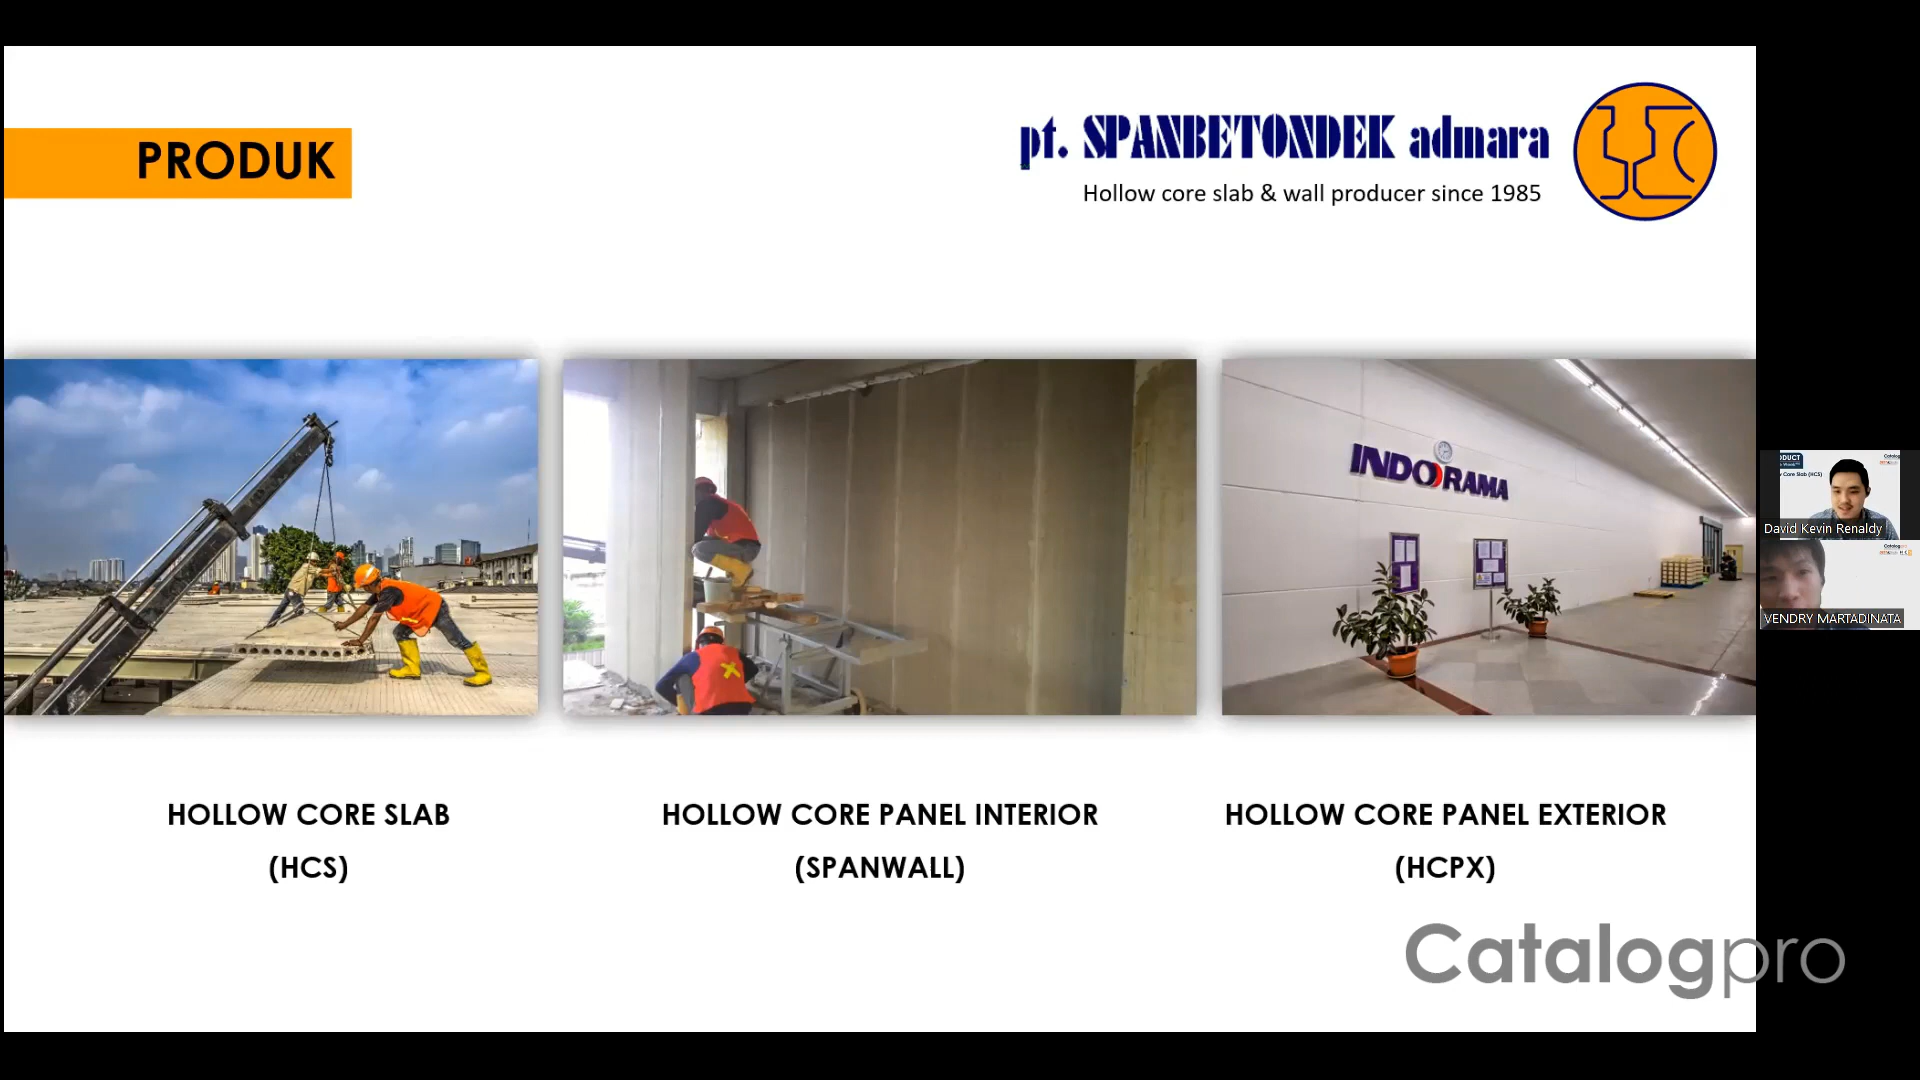 PRODUK
pt. SPANBETONDEK admara
Hollow core slab & wall producer since 1985
INDORAMA
HOLLOW CORE SLAB
(HCS)
HOLLOW CORE PANEL INTERIOR
(SPANWALL)
HOLLOW CORE PANEL EXTERIOR
(HCPX)
Catalogpro
David Kevin Renaldy
VENDRY MARTADINATA